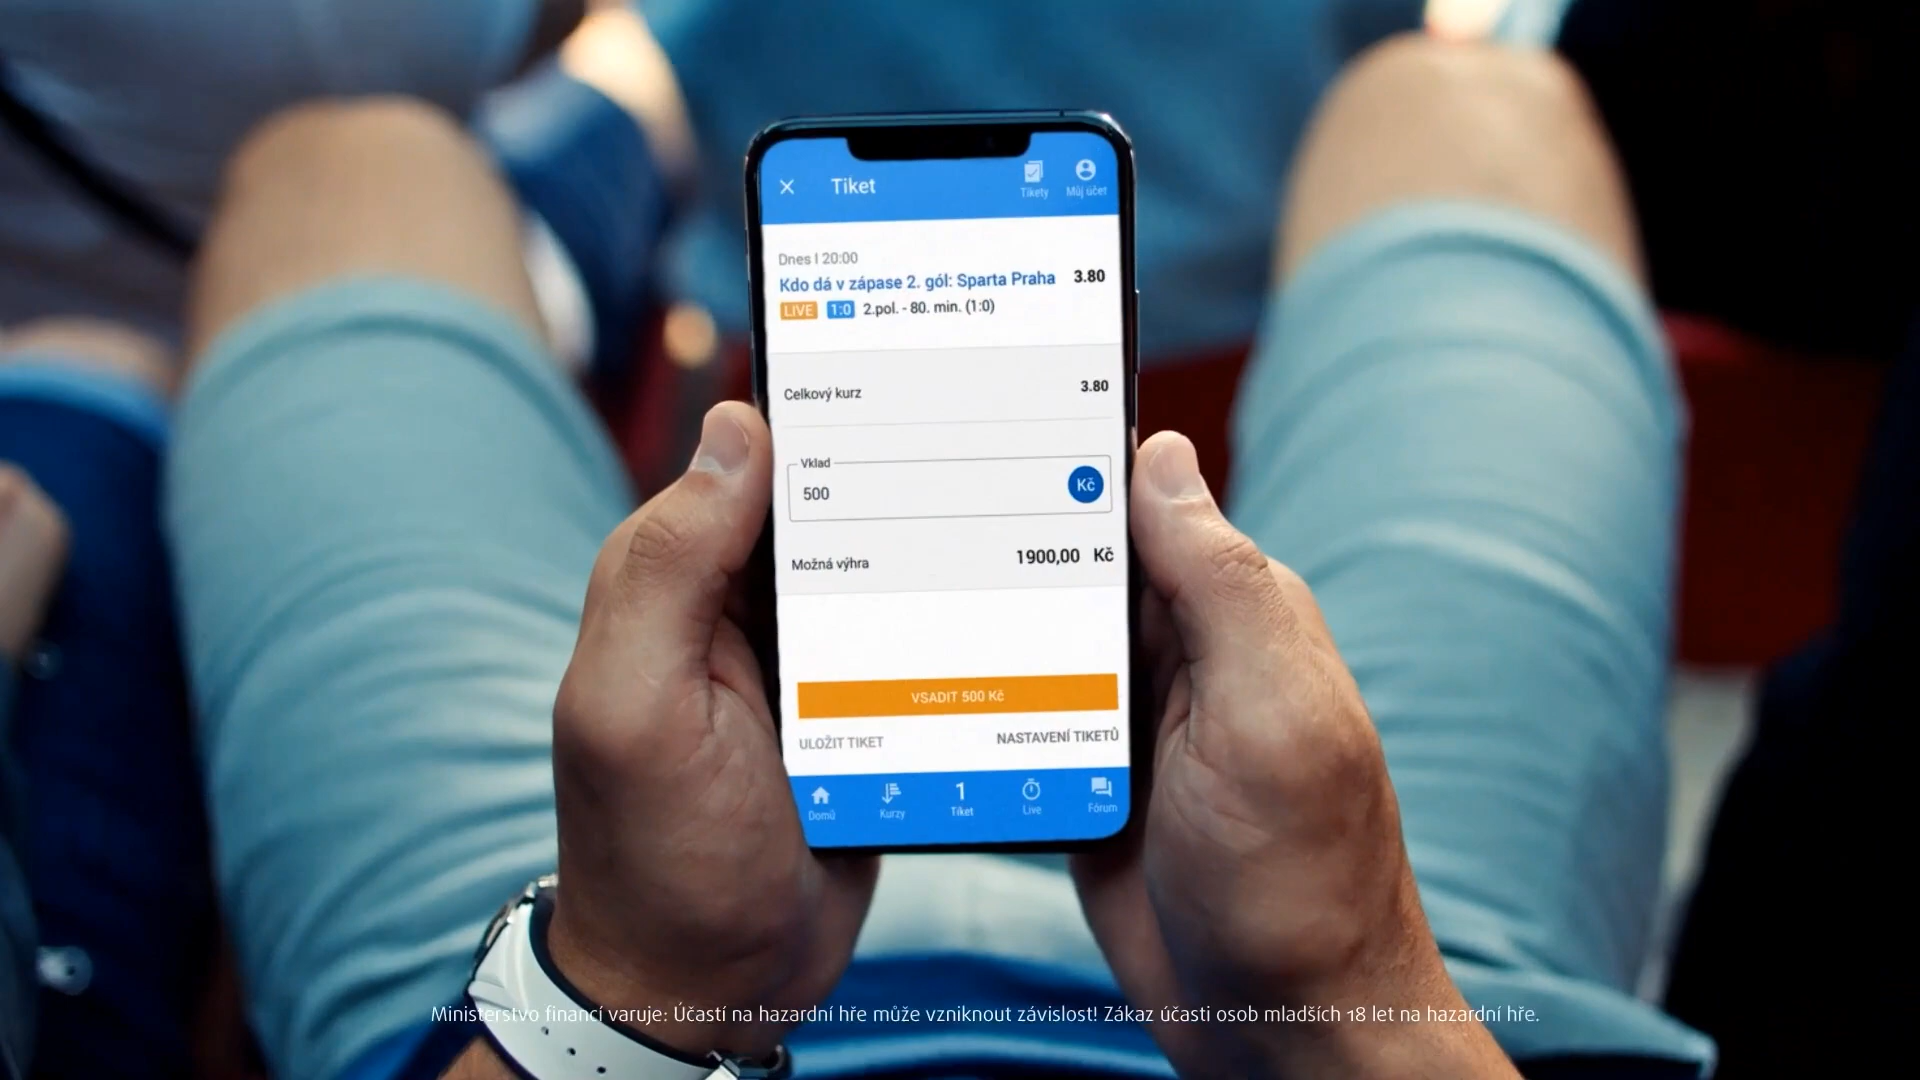 Tiket
Tikety
Můj účet
Dnes I 20:00
Kdo dá v zápase 2. gól: Sparta Praha 3.80
LIVE 1:0 2.pol. - 80. min. (1:0)
Celkový kurz 3.80
Vklad
500 Kč
Možná výhra 1900,00 Kč
VSADIT 500 Kč
ULOŽIT TIKET NASTAVENÍ TIKETŮ
1
Domů Kurzy Tiket Live Fórum
Ministerstvo financí varuje: Účastí na hazardní hře může vzniknout závislost! Zákaz účasti osob mladších 18 let na hazardní hře.